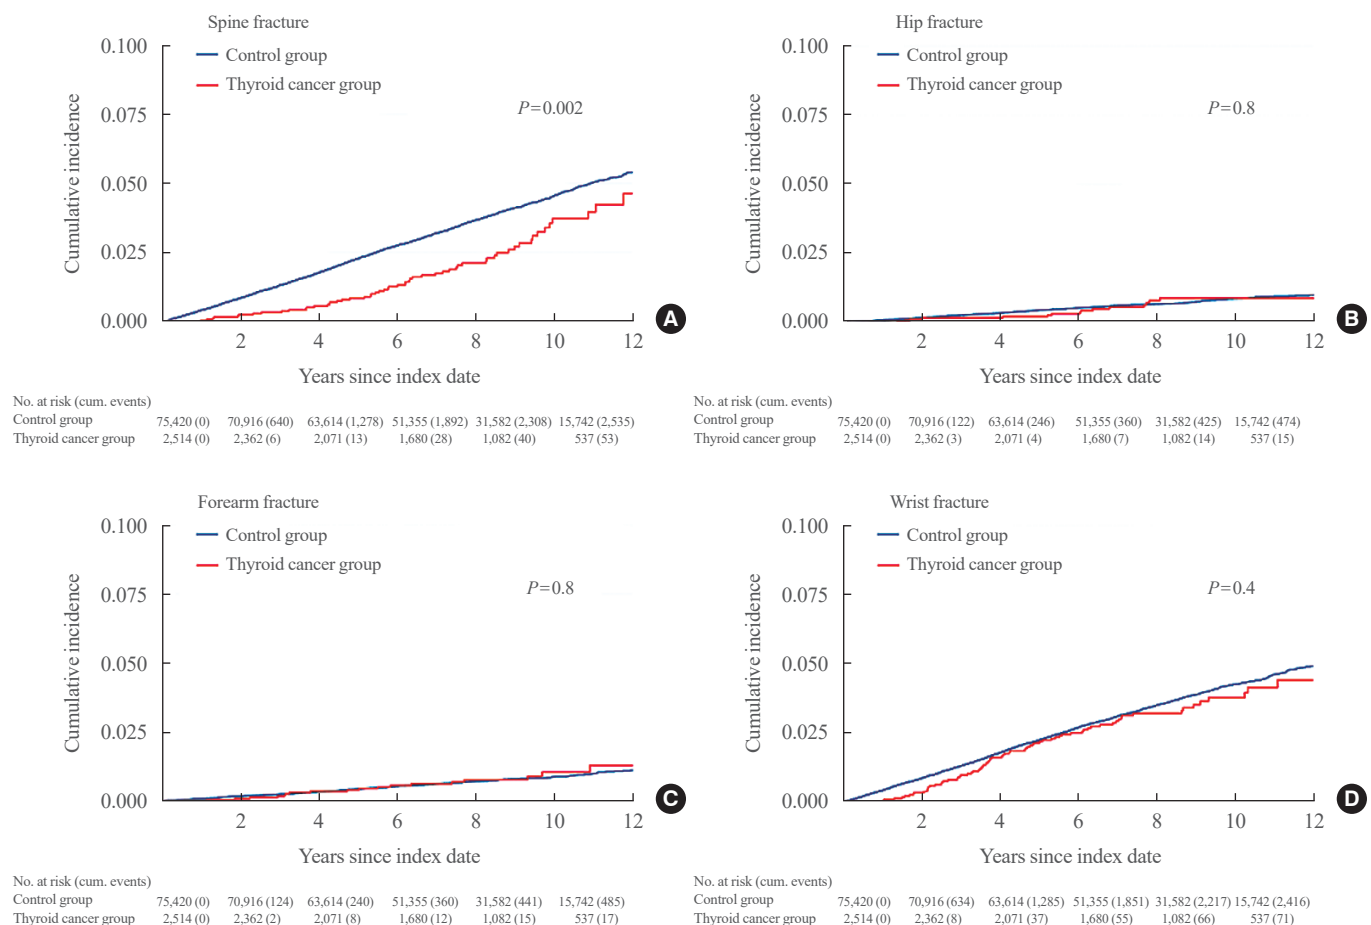 Spine fracture
0.100
0.075
0.050
0.025
0.000
Cumulative incidence
Control group
Thyroid cancer group
P=0.002
2 4 6 8 10 12
Years since index date
A
No. at risk (cum. events)
Control group 75,420 (0) 70,916 (640) 63,614 (1,278) 51,355 (1,892) 31,582 (2,308) 15,742 (2,535)
Thyroid cancer group 2,514 (0) 2,362 (6) 2,071 (13) 1,680 (28) 1,082 (40) 537 (53)
Hip fracture
0.100
0.075
0.050
0.025
0.000
Cumulative incidence
Control group
Thyroid cancer group
P=0.8
2 4 6 8 10 12
Years since index date
B
No. at risk (cum. events)
Control group 75,420 (0) 70,916 (122) 63,614 (246) 51,355 (360) 31,582 (425) 15,742 (474)
Thyroid cancer group 2,514 (0) 2,362 (3) 2,071 (4) 1,680 (7) 1,082 (14) 537 (15)
Forearm fracture
0.100
0.075
0.050
0.025
0.000
Cumulative incidence
Control group
Thyroid cancer group
P=0.8
2 4 6 8 10 12
Years since index date
C
No. at risk (cum. events)
Control group 75,420 (0) 70,916 (124) 63,614 (240) 51,355 (360) 31,582 (441) 15,742 (485)
Thyroid cancer group 2,514 (0) 2,362 (2) 2,071 (8) 1,680 (12) 1,082 (15) 537 (17)
Wrist fracture
0.100
0.075
0.050
0.025
0.000
Cumulative incidence
Control group
Thyroid cancer group
P=0.4
2 4 6 8 10 12
Years since index date
D
No. at risk (cum. events)
Control group 75,420 (0) 70,916 (634) 63,614 (1,285) 51,355 (1,851) 31,582 (2,217) 15,742 (2,416)
Thyroid cancer group 2,514 (0) 2,362 (8) 2,071 (37) 1,680 (55) 1,082 (66) 537 (71)